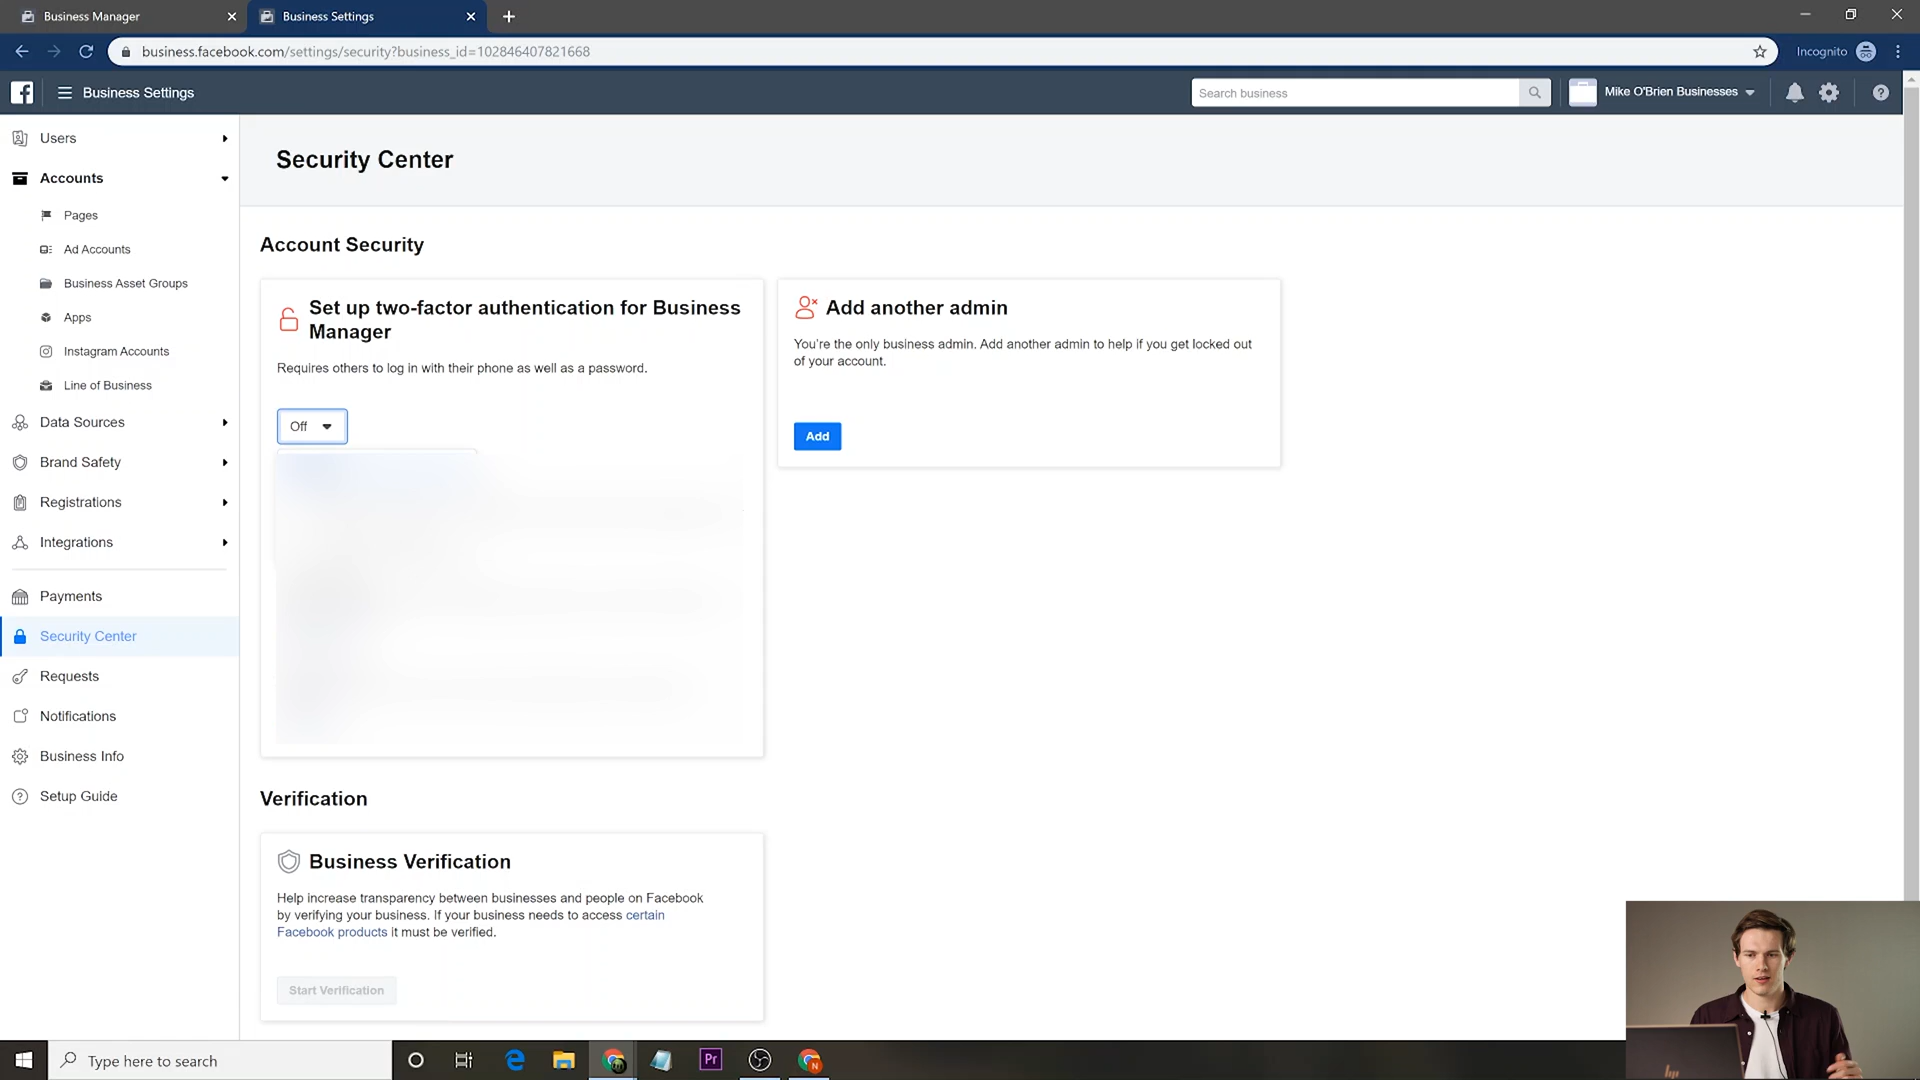 Business Manager
Business Settings
business.facebook.com/settings/security?business_id=102846407821668
Incognito
Business Settings
Search business
Mike O'Brien Businesses
Users
Accounts
Pages
Ad Accounts
Business Asset Groups
Apps
Instagram Accounts
Line of Business
Data Sources
Brand Safety
Registrations
Integrations
Payments
Security Center
Requests
Notifications
Business Info
Setup Guide
Security Center
Account Security
Set up two-factor authentication for Business
Manager
Requires others to log in with their phone as well as a password.
Off
Add another admin
You're the only business admin. Add another admin to help if you get locked out
of your account.
Add
Verification
Business Verification
Help increase transparency between businesses and people on Facebook
by verifying your business. If your business needs to access certain
Facebook products it must be verified.
Start Verification
Type here to search
Pr
N
hp